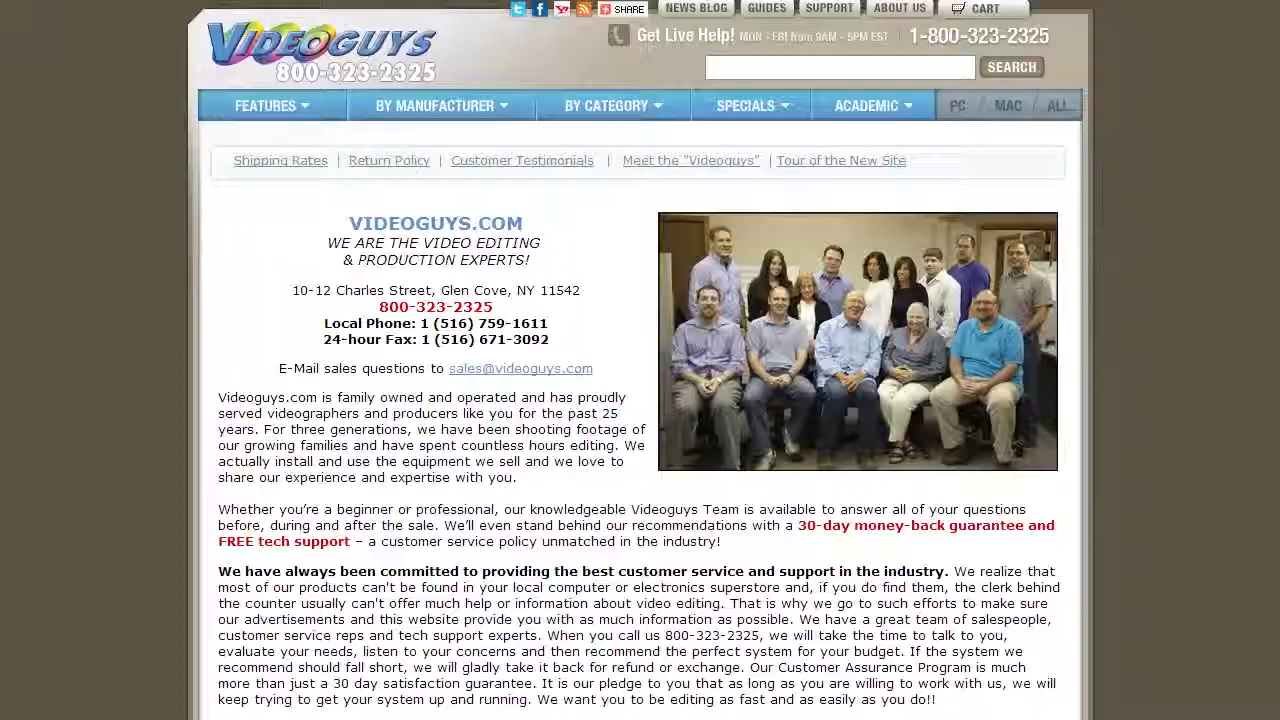 SHARE
NEWS BLOG
GUIDES
SUPPORT
ABOUT US
CART
VIDEOGUYS
800-323-2325
Get Live Help! MON - FRI from 9AM - 5PM EST | 1-800-323-2325
SEARCH
FEATURES
BY MANUFACTURER
BY CATEGORY
SPECIALS
ACADEMIC
PC / MAC / ALL...
Shipping Rates | Return Policy | Customer Testimonials | Meet the "Videoguys" | Tour of the New Site
VIDEOGUYS.COM
WE ARE THE VIDEO EDITING
& PRODUCTION EXPERTS!
10-12 Charles Street, Glen Cove, NY 11542
800-323-2325
Local Phone: 1 (516) 759-1611
24-hour Fax: 1 (516) 671-3092
E-Mail sales questions to sales@videoguys.com
Videoguys.com is family owned and operated and has proudly
served videographers and producers like you for the past 25
years. For three generations, we have been shooting footage of
our growing families and have spent countless hours editing. We
actually install and use the equipment we sell and we love to
share our experience and expertise with you.
Whether you're a beginner or professional, our knowledgeable Videoguys Team is available to answer all of your questions
before, during and after the sale. We'll even stand behind our recommendations with a 30-day money-back guarantee and
FREE tech support – a customer service policy unmatched in the industry!
We have always been committed to providing the best customer service and support in the industry. We realize that
most of our products can't be found in your local computer or electronics superstore and, if you do find them, the clerk behind
the counter usually can't offer much help or information about video editing. That is why we go to such efforts to make sure
our advertisements and this website provide you with as much information as possible. We have a great team of salespeople,
customer service reps and tech support experts. When you call us 800-323-2325, we will take the time to talk to you,
evaluate your needs, listen to your concerns and then recommend the perfect system for your budget. If the system we
recommend should fall short, we will gladly take it back for refund or exchange. Our Customer Assurance Program is much
more than just a 30 day satisfaction guarantee. It is our pledge to you that as long as you are willing to work with us, we will
keep trying to get your system up and running. We want you to be editing as fast and as easily as you do!!